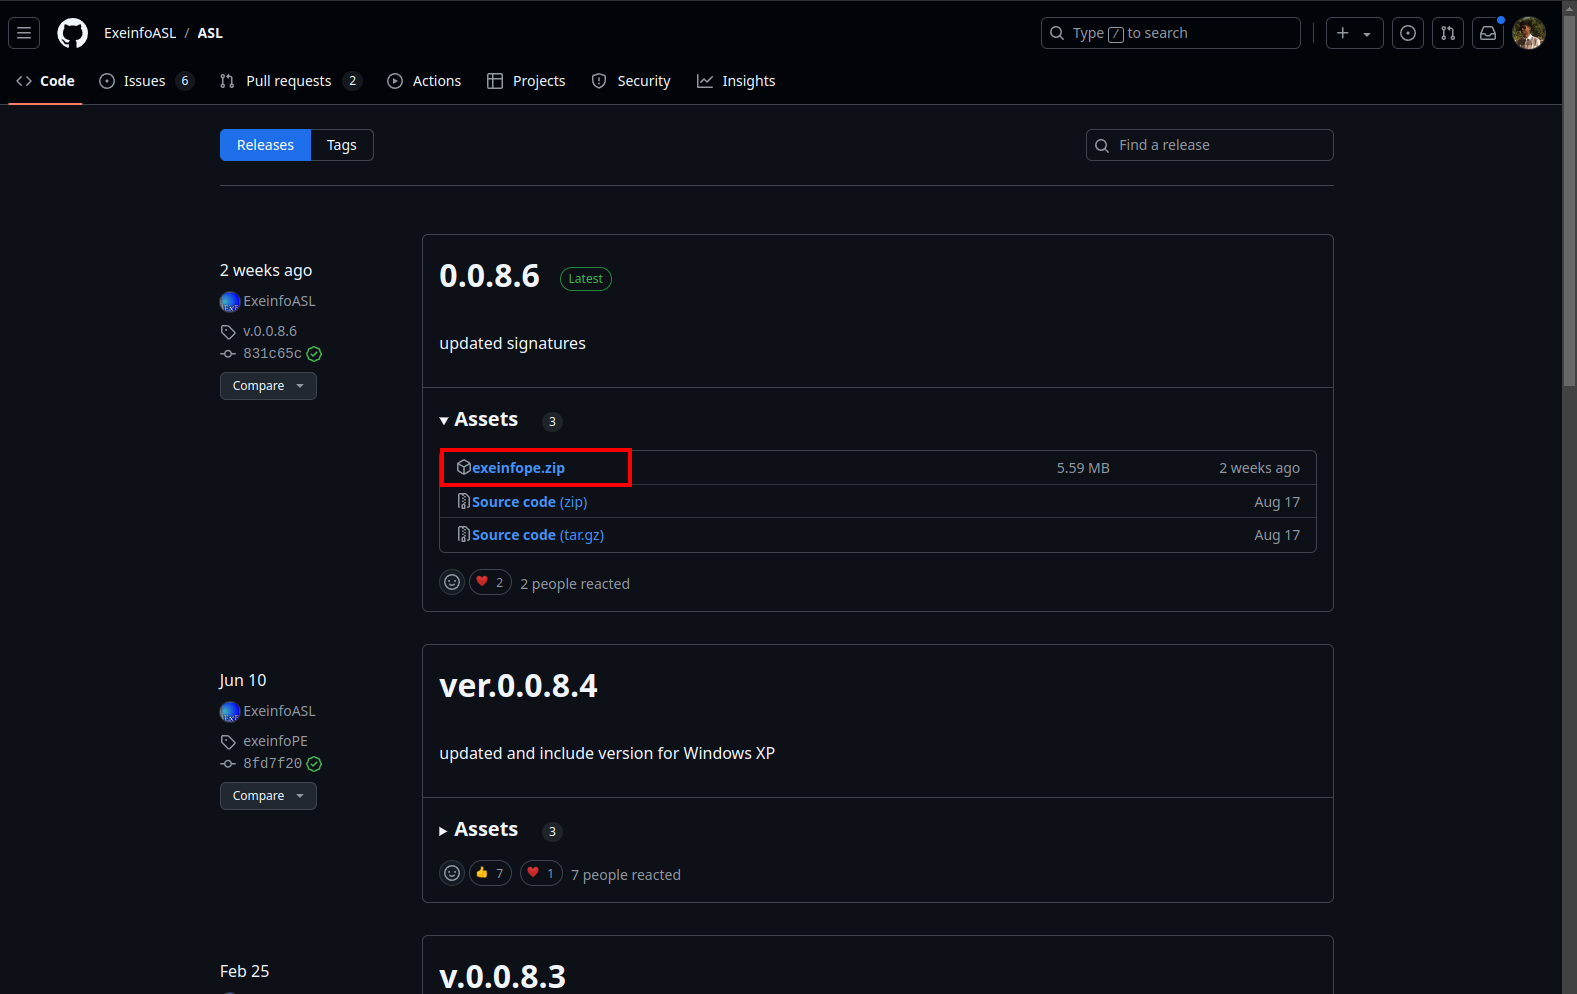 ExeinfoASL / ASL
Type / to search
Code Issues 6 Pull requests 2 Actions Projects Security Insights
Releases Tags
Find a release
2 weeks ago
ExeinfoASL
v.0.0.8.6
831c65c
Compare
0.0.8.6 Latest
updated signatures
Assets 3
exeinfope.zip 5.59 MB 2 weeks ago
Source code (zip) Aug 17
Source code (tar.gz) Aug 17
2 2 people reacted
Jun 10
ExeinfoASL
exeinfoPE
8fd7f20
Compare
ver.0.0.8.4
updated and include version for Windows XP
Assets 3
7 1 7 people reacted
Feb 25
v.0.0.8.3